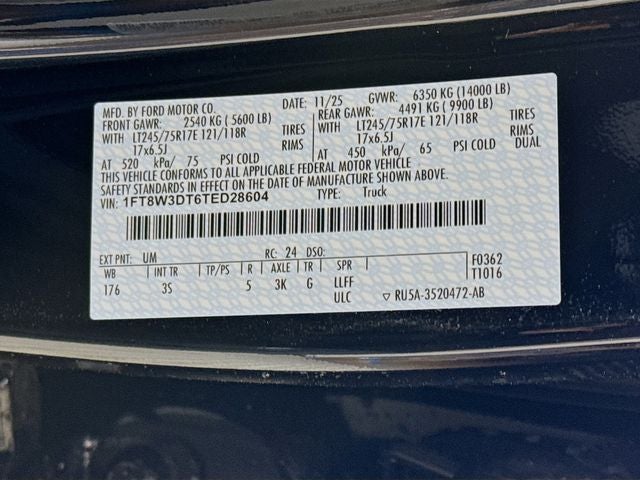 MFD. BY FORD MOTOR CO. DATE: 11/25 GVWR: 6350 KG (14000 LB)
FRONT GAWR: 2540 KG ( 5600 LB) REAR GAWR: 4491 KG ( 9900 LB)
WITH LT245/75R17E 121/118R TIRES WITH LT245/75R17E 121/118R TIRES
17x6.5J RIMS 17x6.5J RIMS
AT 520 kPa/ 75 PSI COLD AT 450 kPa/ 65 PSI COLD DUAL
THIS VEHICLE CONFORMS TO ALL APPLICABLE FEDERAL MOTOR VEHICLE
SAFETY STANDARDS IN EFFECT ON THE DATE OF MANUFACTURE SHOWN ABOVE.
VIN: 1FT8W3DT6TED28604 TYPE: Truck
EXT PNT: UM RC: 24 DSO: F0362
WB INT TR TP/PS R AXLE TR SPR T1016
176 3S 5 3K G LLFF
ULC ▽ RU5A-3520472-AB